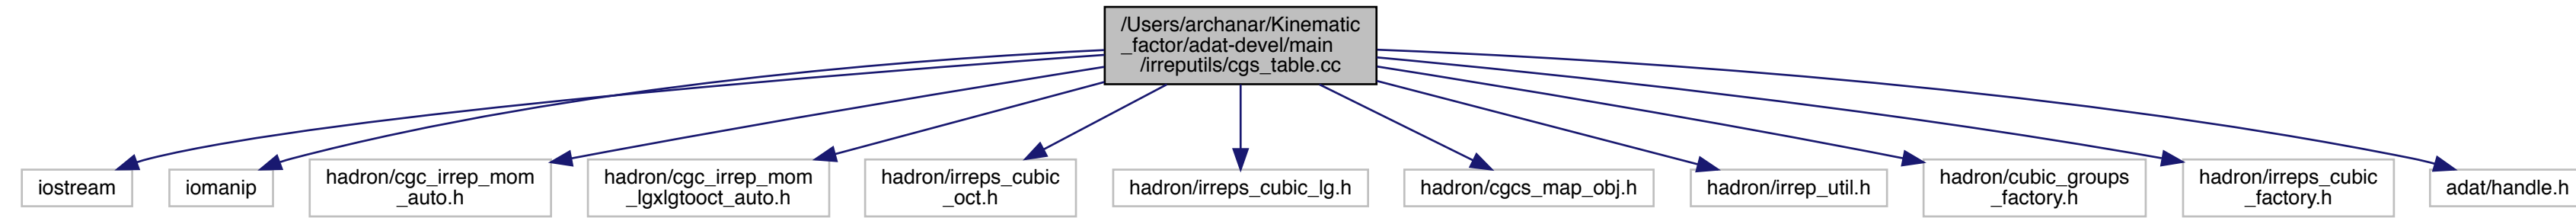 /Users/archanar/Kinematic
_factor/adat-devel/main
/irreputils/cgs_table.cc
iostream
iomanip
hadron/cgc_irrep_mom
_auto.h
hadron/cgc_irrep_mom
_lgxlgtooct_auto.h
hadron/irreps_cubic
_oct.h
hadron/irreps_cubic_lg.h
hadron/cgcs_map_obj.h
hadron/irrep_util.h
hadron/cubic_groups
_factory.h
hadron/irreps_cubic
_factory.h
adat/handle.h